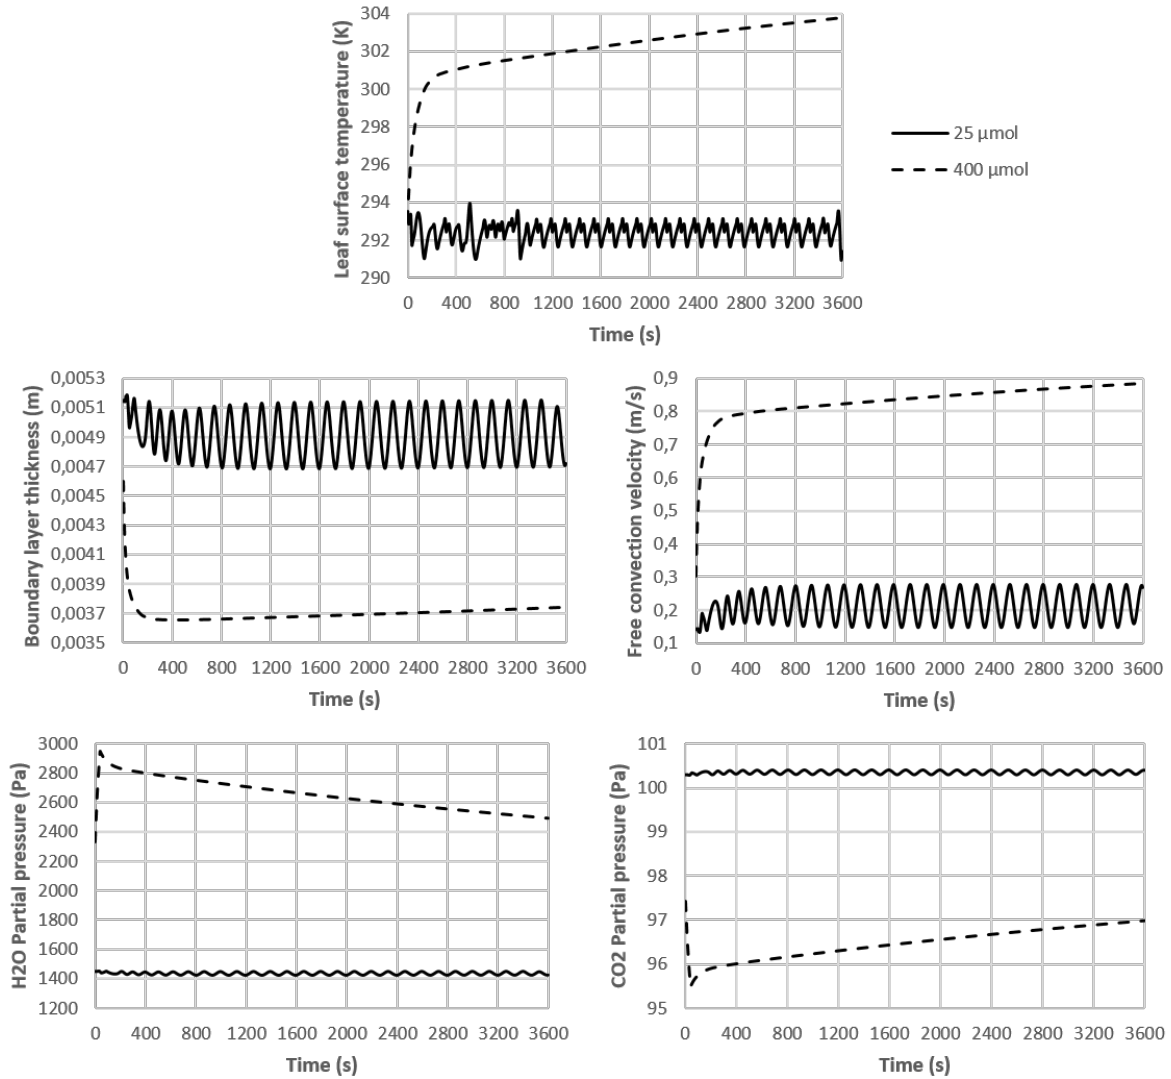 Leaf surface temperature (K)
304
302
300
298
296
294
292
290
0 400 800 1200 1600 2000 2400 2800 3200 3600
Time (s)
25 μmol
400 μmol
Boundary layer thickness (m)
0,0053
0,0051
0,0049
0,0047
0,0045
0,0043
0,0041
0,0039
0,0037
0,0035
0 400 800 1200 1600 2000 2400 2800 3200 3600
Time (s)
Free convection velocity (m/s)
0,9
0,8
0,7
0,6
0,5
0,4
0,3
0,2
0,1
0 400 800 1200 1600 2000 2400 2800 3200 3600
Time (s)
H2O Partial pressure (Pa)
3000
2800
2600
2400
2200
2000
1800
1600
1400
1200
0 400 800 1200 1600 2000 2400 2800 3200 3600
Time (s)
CO2 Partial pressure (Pa)
101
100
99
98
97
96
95
0 400 800 1200 1600 2000 2400 2800 3200 3600
Time (s)